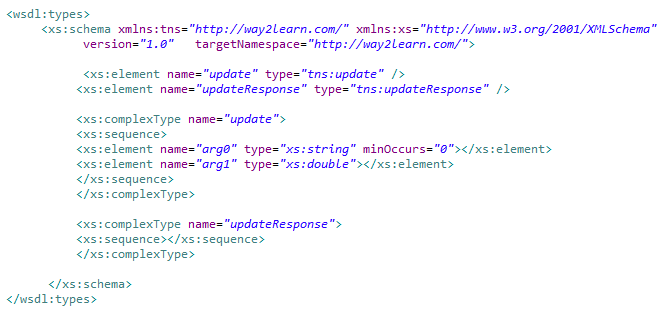 <wsdl:types>
<xs:schema xmlns:tns="http://way2learn.com/" xmlns:xs="http://www.w3.org/2001/XMLSchema"
version="1.0" targetNamespace="http://way2learn.com/">
<xs:element name="update" type="tns:update" />
<xs:element name="updateResponse" type="tns:updateResponse" />
<xs:complexType name="update">
<xs:sequence>
<xs:element name="arg0" type="xs:string" minOccurs="0"></xs:element>
<xs:element name="arg1" type="xs:double"></xs:element>
</xs:sequence>
</xs:complexType>
<xs:complexType name="updateResponse">
<xs:sequence></xs:sequence>
</xs:complexType>
</xs:schema>
</wsdl:types>